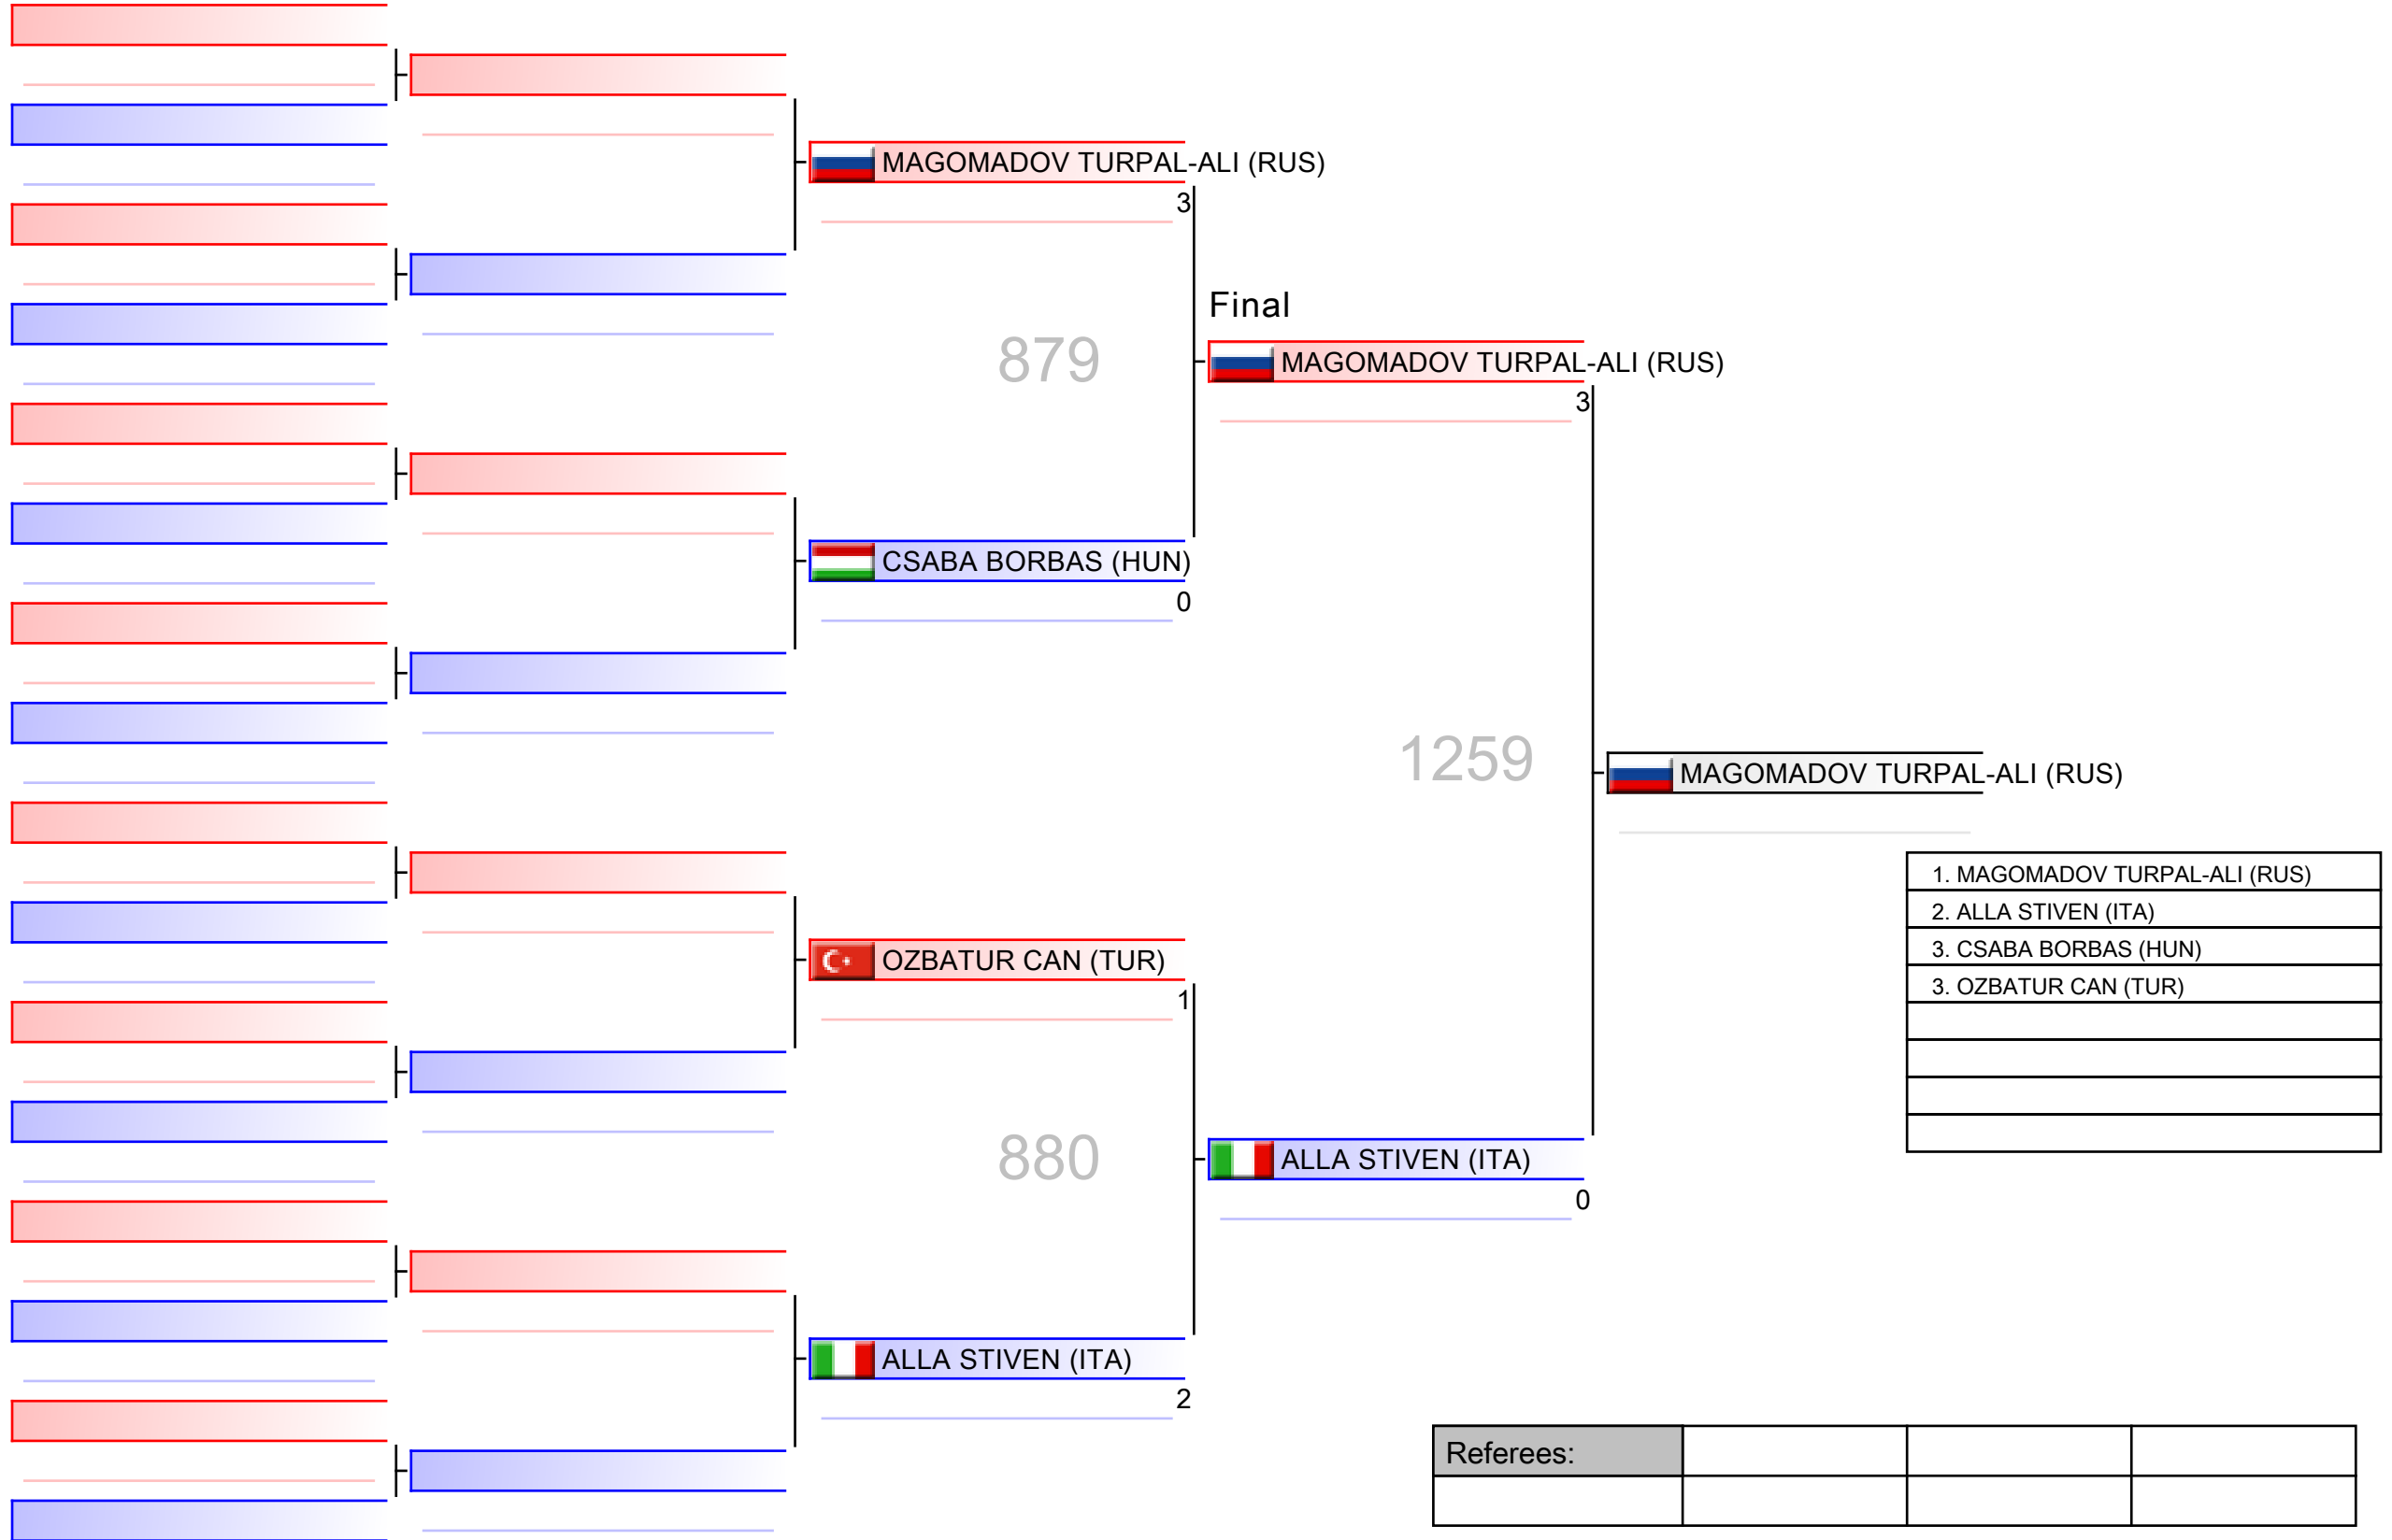 MAGOMADOV TURPAL-ALI (RUS)
3
879
CSABA BORBAS (HUN)
0
OZBATUR CAN (TUR)
1
880
ALLA STIVEN (ITA)
2
Final
MAGOMADOV TURPAL-ALI (RUS)
3
1259
ALLA STIVEN (ITA)
0
MAGOMADOV TURPAL-ALI (RUS)
1. MAGOMADOV TURPAL-ALI (RUS)
2. ALLA STIVEN (ITA)
3. CSABA BORBAS (HUN)
3. OZBATUR CAN (TUR)
Referees: